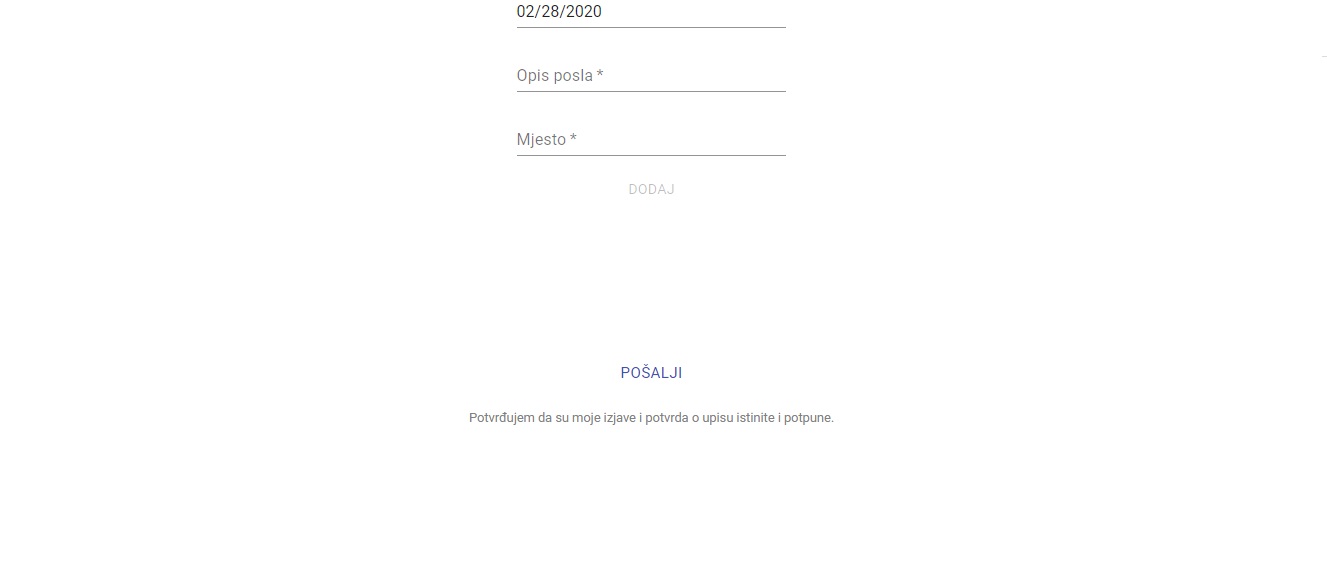 02/28/2020
Opis posla *
Mjesto *
DODAJ
POŠALJI
Potvrđujem da su moje izjave i potvrda o upisu istinite i potpune.